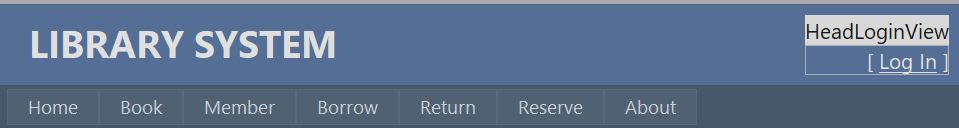 LIBRARY SYSTEM
HeadLoginView
[ Log In ]
Home Book Member Borrow Return Reserve About